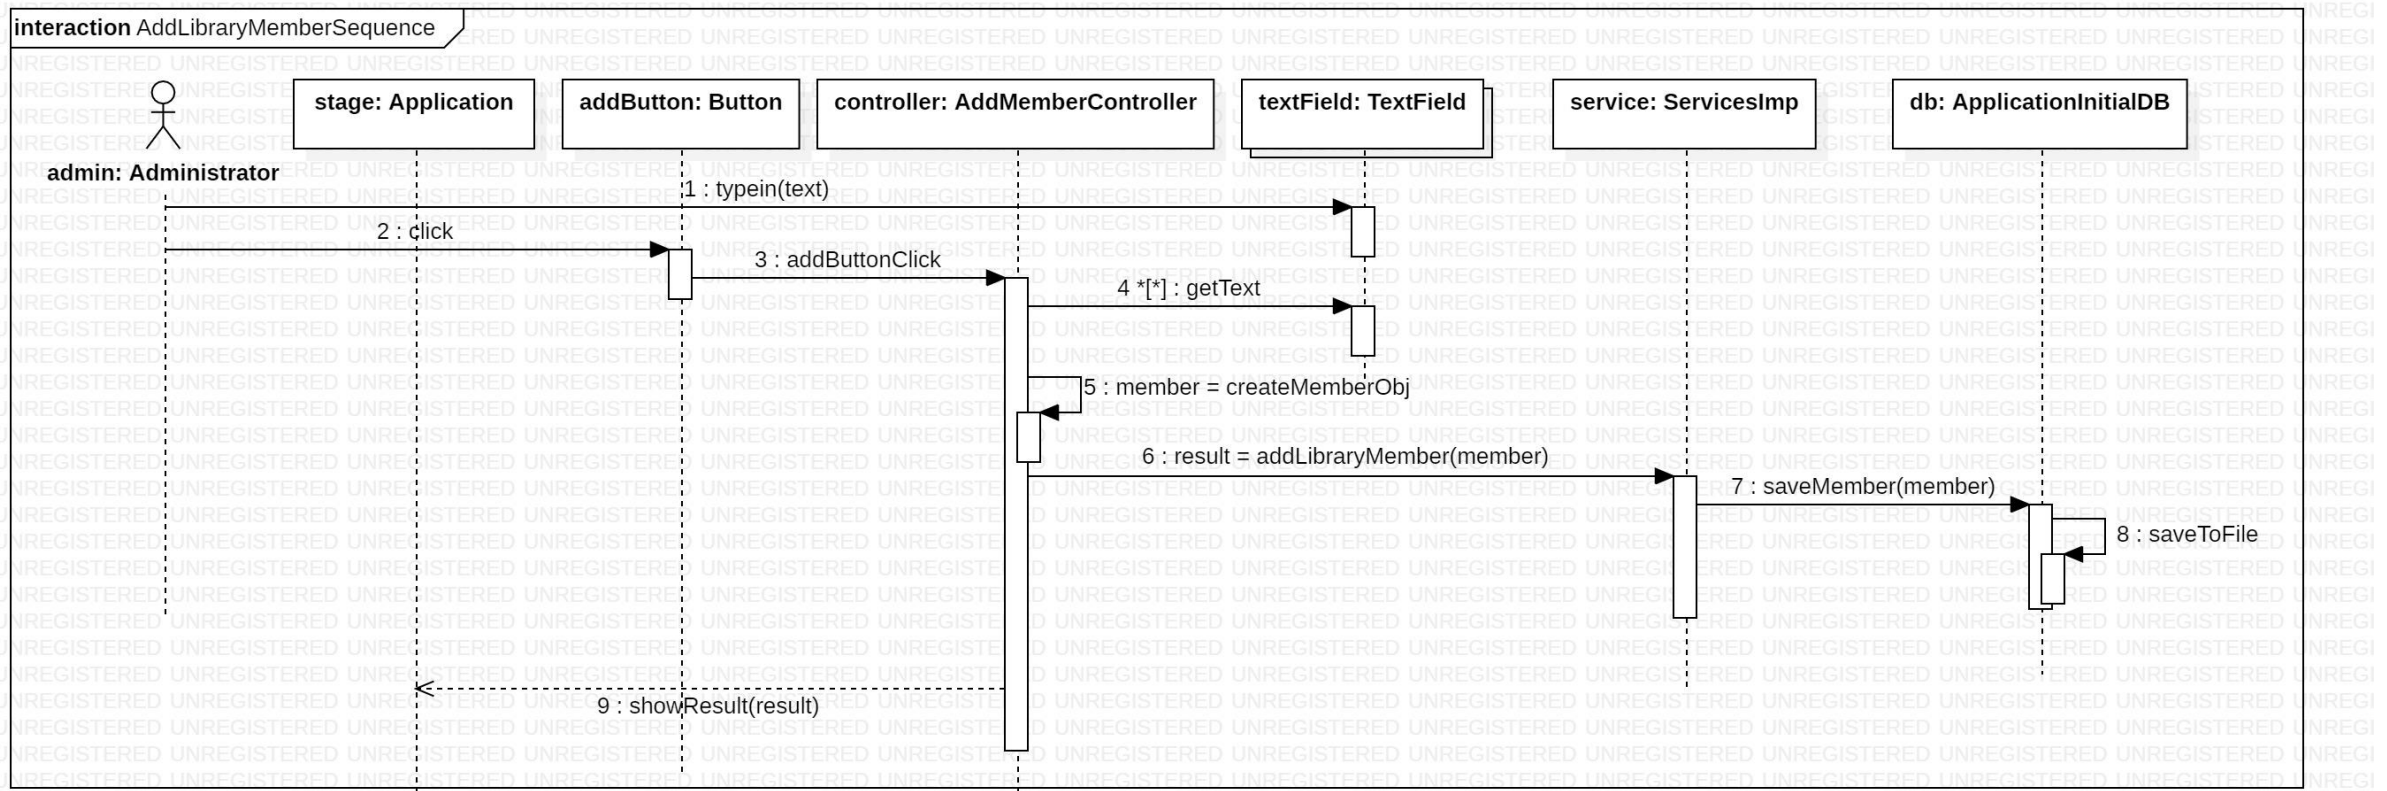 interaction AddLibraryMemberSequence
admin: Administrator
stage: Application
addButton: Button
controller: AddMemberController
textField: TextField
service: ServicesImp
db: ApplicationInitialDB
1 : typein(text)
2 : click
3 : addButtonClick
4 *[*] : getText
5 : member = createMemberObj
6 : result = addLibraryMember(member)
7 : saveMember(member)
8 : saveToFile
9 : showResult(result)
UNREGISTERED